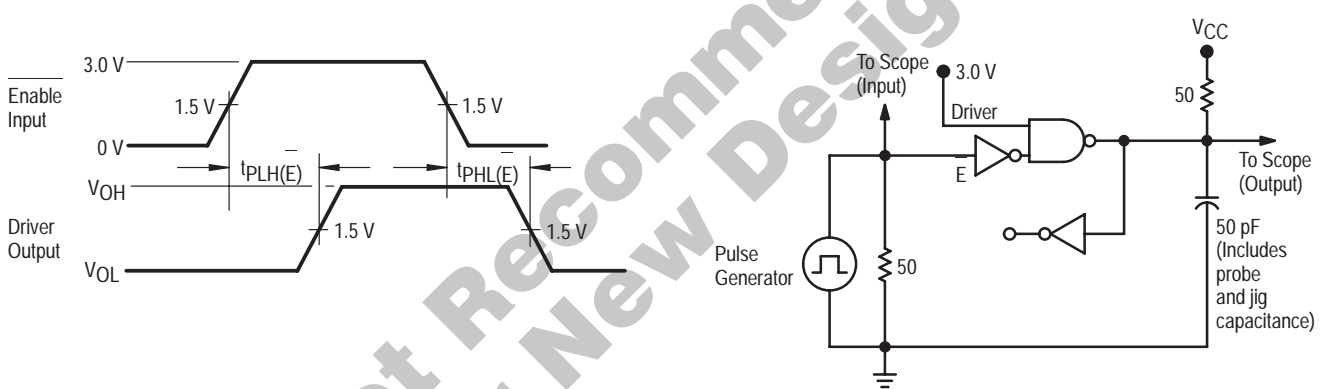 3.0 V
Enable
Input
1.5 V
1.5 V
0 V
tPLH(E)
tPHL(E)
VOH
Driver
Output
1.5 V
1.5 V
VOL
VCC
To Scope
(Input)
3.0 V
50
Driver
E
To Scope
(Output)
Pulse
Generator
50
50 pF
(Includes
probe
and jig
capacitance)
New Desig